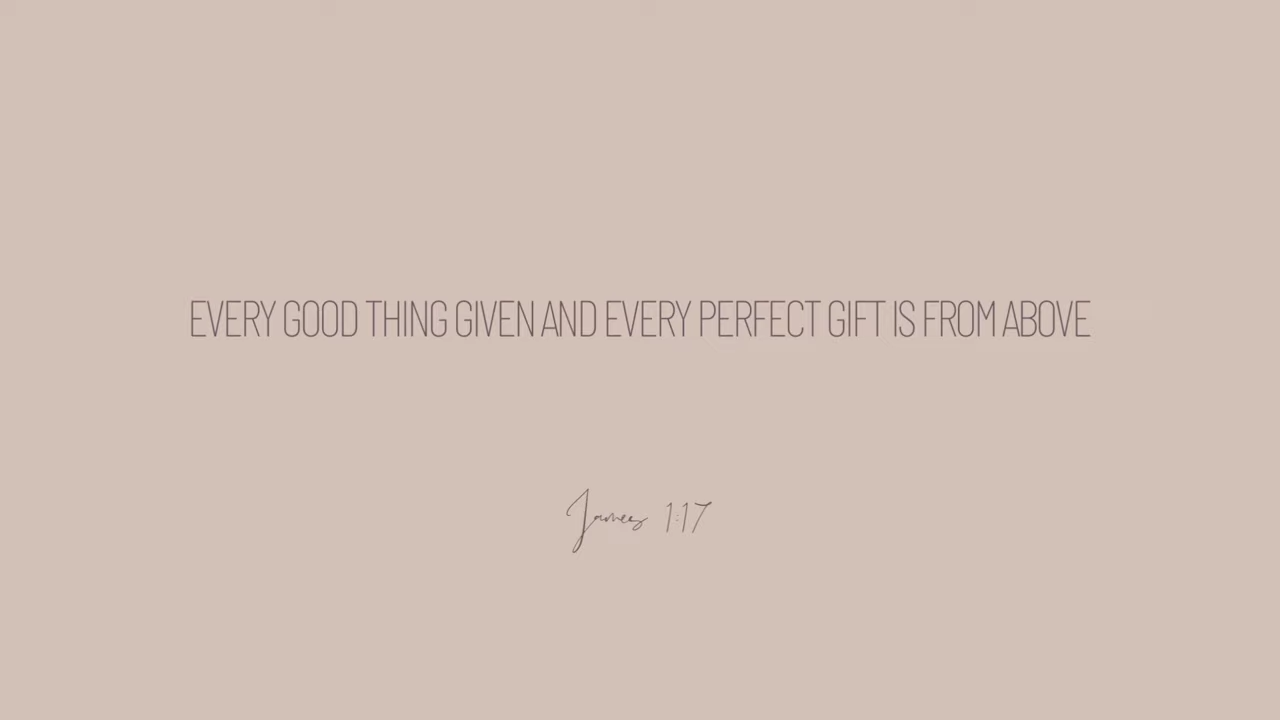 EVERY GOOD THING GIVEN AND EVERY PERFECT GIFT IS FROM ABOVE
James 1:17